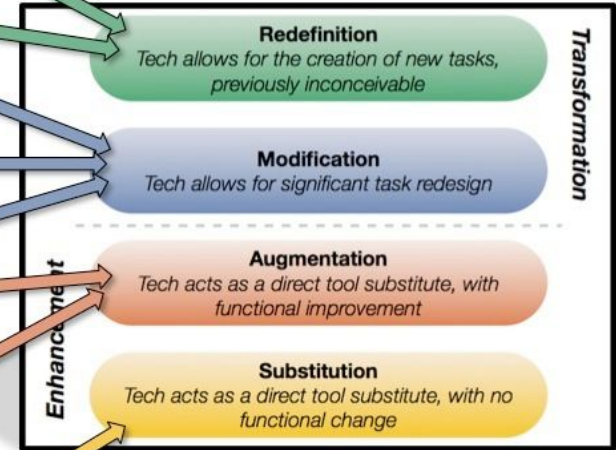 Redefinition
Tech allows for the creation of new tasks,
previously inconceivable
Transformation
Modification
Tech allows for significant task redesign
Enhancement
Augmentation
Tech acts as a direct tool substitute, with
functional improvement
Substitution
Tech acts as a direct tool substitute, with no
functional change